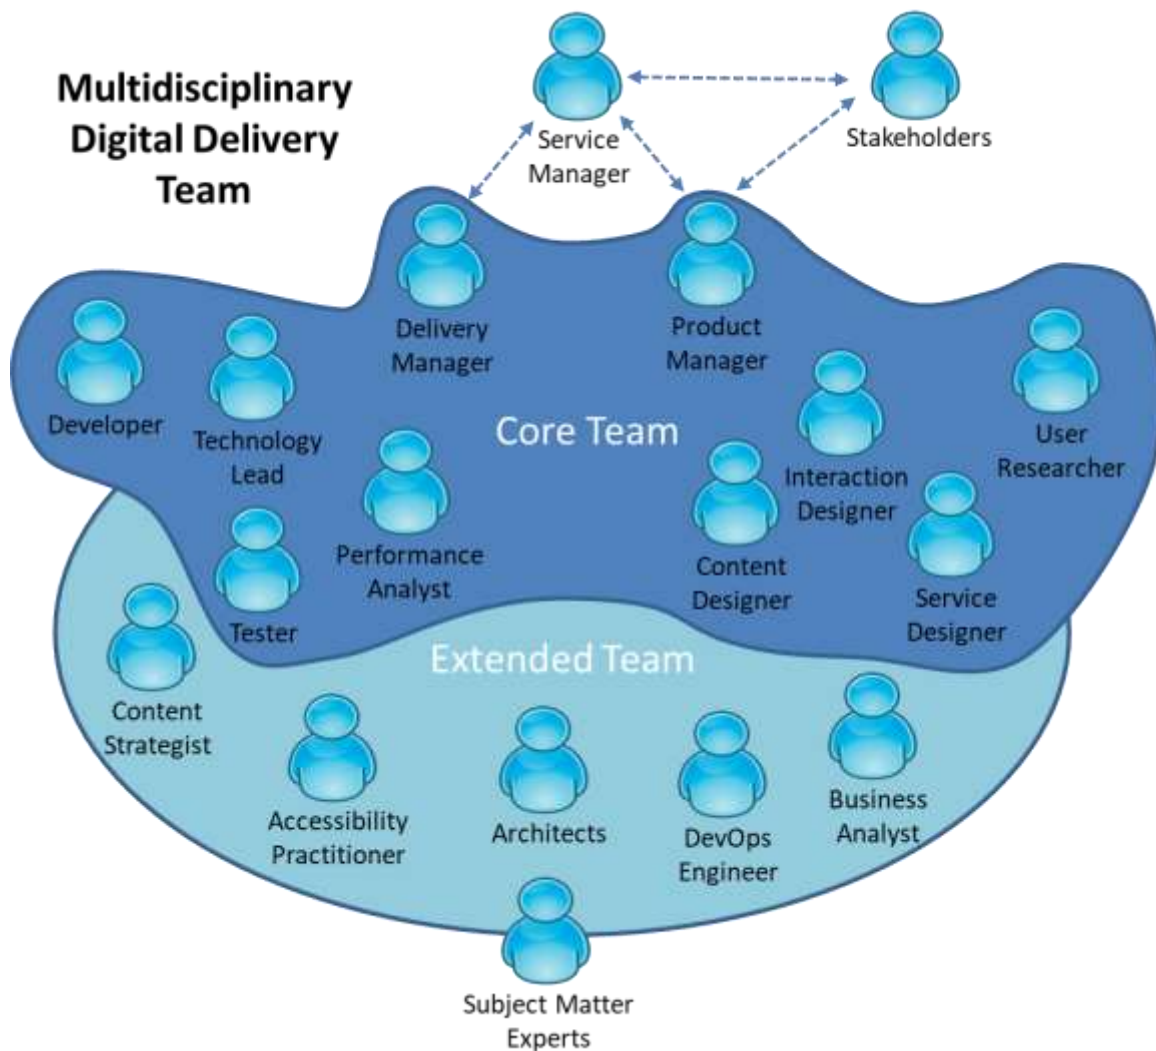 Multidisciplinary
Digital Delivery
Team
Service
Manager
Stakeholders
Delivery
Manager
Product
Manager
Developer
Technology
Lead
Core Team
User
Researcher
Interaction
Designer
Performance
Analyst
Content
Designer
Service
Designer
Tester
Extended Team
Content
Strategist
Accessibility
Practitioner
Architects
DevOps
Engineer
Business
Analyst
Subject Matter
Experts